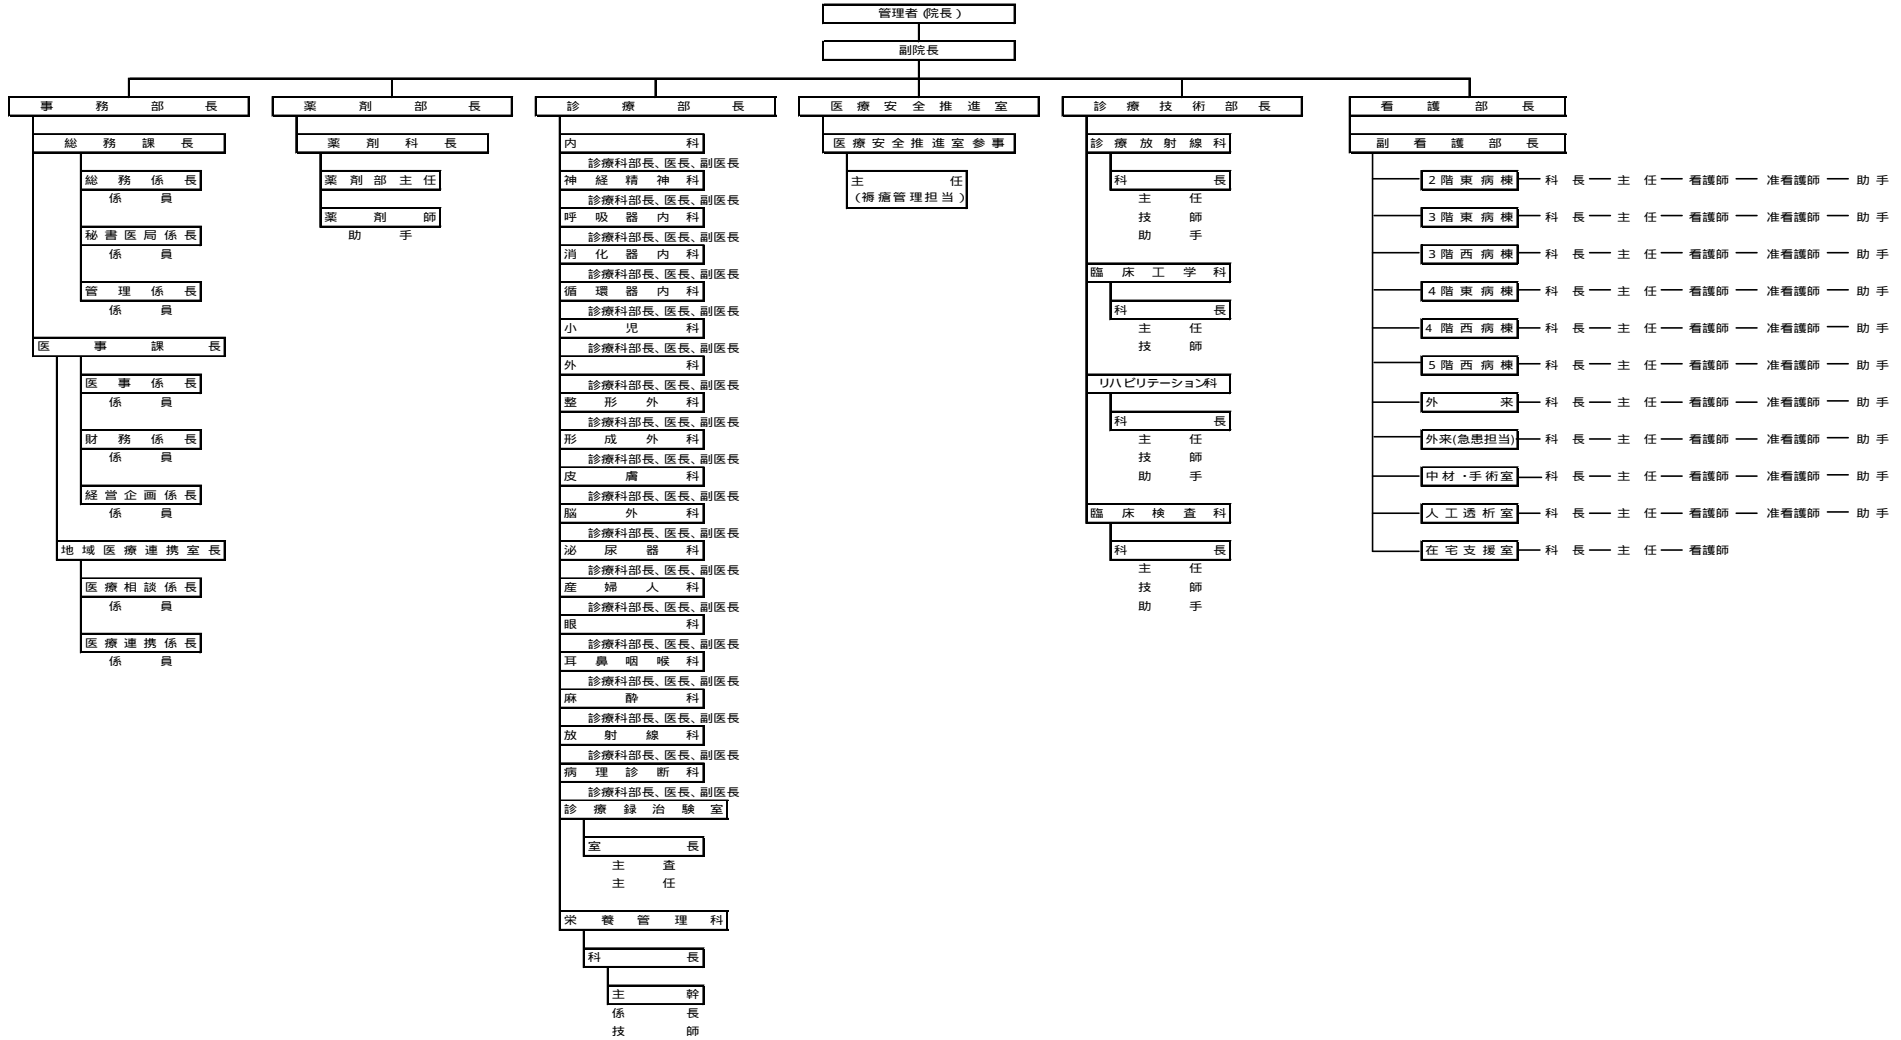 管理者(院長)
副院長
事務部長
総務課長
総務係長
係員
秘書医局係長
係員
管理係長
係員
医事課長
医事係長
係員
財務係長
係員
経営企画係長
係員
地域医療連携室長
医療相談係長
係員
医療連携係長
係員
薬剤部長
薬剤科長
薬剤部主任
薬剤師
助手
診療部長
内科
診療科部長、医長、副医長
神経精神科
診療科部長、医長、副医長
呼吸器内科
診療科部長、医長、副医長
消化器内科
診療科部長、医長、副医長
循環器内科
診療科部長、医長、副医長
小児科
診療科部長、医長、副医長
外科
診療科部長、医長、副医長
整形外科
診療科部長、医長、副医長
形成外科
診療科部長、医長、副医長
皮膚科
診療科部長、医長、副医長
脳外科
診療科部長、医長、副医長
泌尿器科
診療科部長、医長、副医長
産婦人科
診療科部長、医長、副医長
眼科
診療科部長、医長、副医長
耳鼻咽喉科
診療科部長、医長、副医長
麻酔科
診療科部長、医長、副医長
放射線科
診療科部長、医長、副医長
病理診断科
診療科部長、医長、副医長
診療録治験室
室長
主査
主任
栄養管理科
科長
主幹
係長
技師
医療安全推進室
医療安全推進室参事
主任
(褥瘡管理担当)
診療技術部長
診療放射線科
科長
主任
技師
助手
臨床工学科
科長
主任
技師
リハビリテーション科
科長
主任
技師
助手
臨床検査科
科長
主任
技師
助手
看護部長
副看護部長
2階東病棟 科長 主任 看護師 准看護師 助手
3階東病棟 科長 主任 看護師 准看護師 助手
3階西病棟 科長 主任 看護師 准看護師 助手
4階東病棟 科長 主任 看護師 准看護師 助手
4階西病棟 科長 主任 看護師 准看護師 助手
5階西病棟 科長 主任 看護師 准看護師 助手
外来 科長 主任 看護師 准看護師 助手
外来(急患担当) 科長 主任 看護師 准看護師 助手
中材・手術室 科長 主任 看護師 准看護師 助手
人工透析室 科長 主任 看護師 准看護師 助手
在宅支援室 科長 主任 看護師